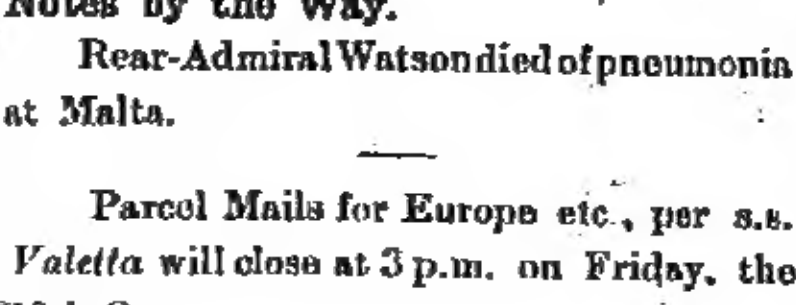 Notes by the Way.
Rear-Admiral Watson died of pneumonia
at Malta.
Parcel Mails for Europe etc., per s.s.
Valetta will close at 3 p.m. on Friday, the